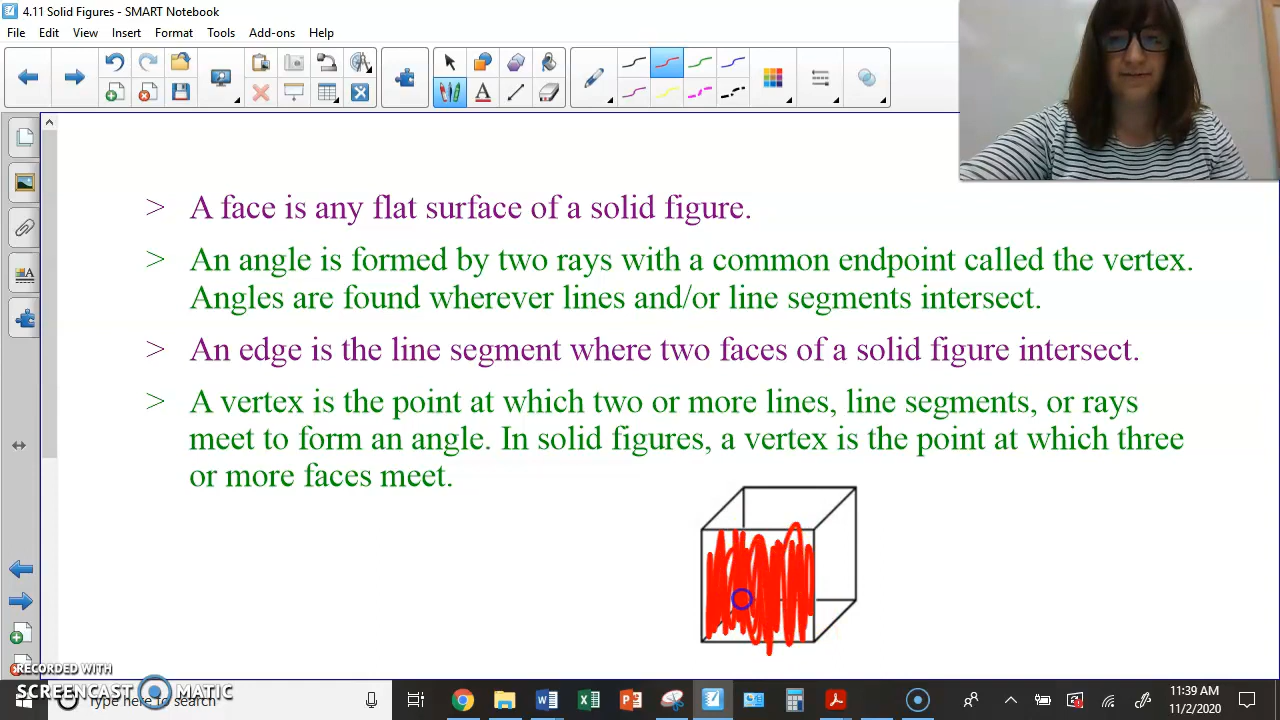 4.11 Solid Figures - SMART Notebook
File Edit View Insert Format Tools Add-ons Help
> A face is any flat surface of a solid figure.
> An angle is formed by two rays with a common endpoint called the vertex.
Angles are found wherever lines and/or line segments intersect.
> An edge is the line segment where two faces of a solid figure intersect.
> A vertex is the point at which two or more lines, line segments, or rays
meet to form an angle. In solid figures, a vertex is the point at which three
or more faces meet.
RECORDED WITH
SCREENCAST MATIC
Type here to search
11:39 AM
11/2/2020